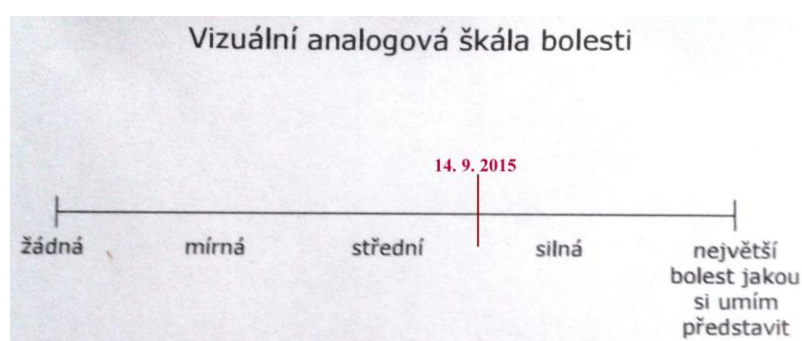 Vizuální analogová škála bolesti
14. 9. 2015
žádná mírná střední silná největší
bolest jakou
si umím
představit